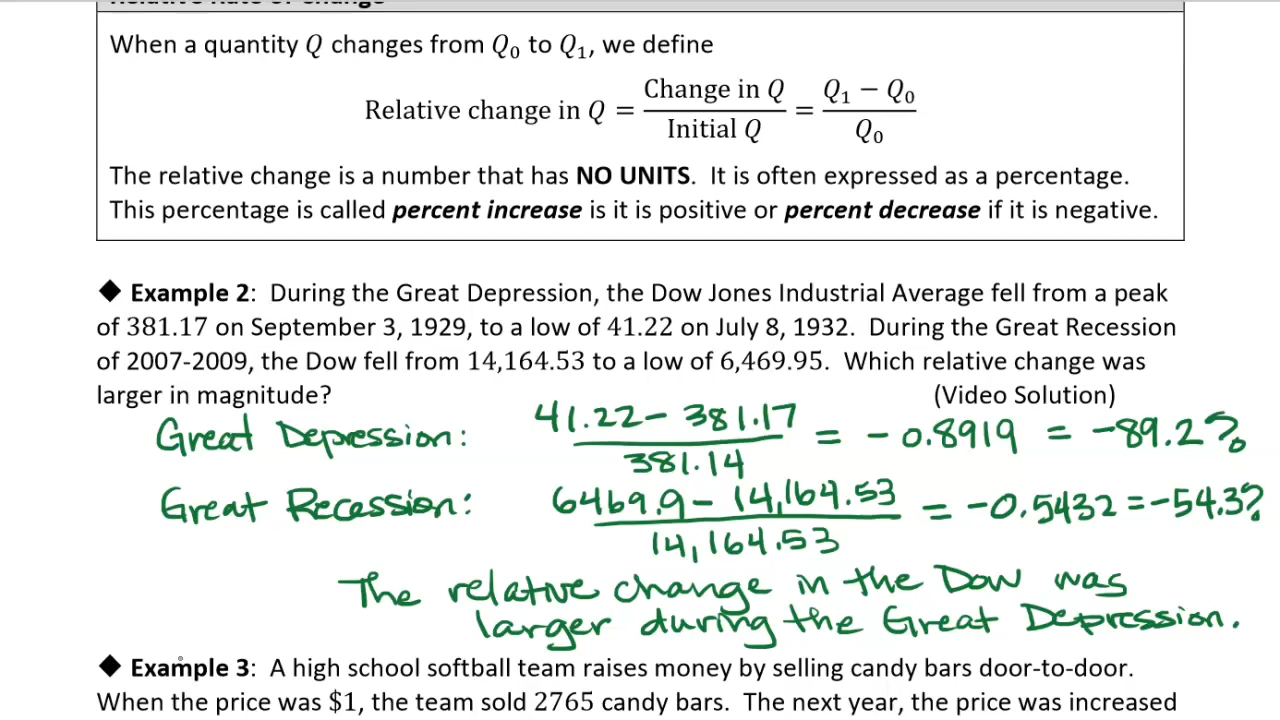 Relative Rate of Change
When a quantity Q changes from Q₀ to Q₁, we define
Relative change in Q = Change in Q / Initial Q = Q₁ − Q₀ / Q₀
The relative change is a number that has NO UNITS. It is often expressed as a percentage.
This percentage is called percent increase is it is positive or percent decrease if it is negative.
◆ Example 2: During the Great Depression, the Dow Jones Industrial Average fell from a peak
of 381.17 on September 3, 1929, to a low of 41.22 on July 8, 1932. During the Great Recession
of 2007-2009, the Dow fell from 14,164.53 to a low of 6,469.95. Which relative change was
larger in magnitude? (Video Solution)
Great Depression: 41.22 − 381.17 / 381.14 = −0.8919 = −89.2%
Great Recession: 6469.9 − 14,164.53 / 14,164.53 = −0.5432 = −54.3%
The relative change in the Dow was
larger during the Great Depression.
◆ Example 3: A high school softball team raises money by selling candy bars door-to-door.
When the price was $1, the team sold 2765 candy bars. The next year, the price was increased